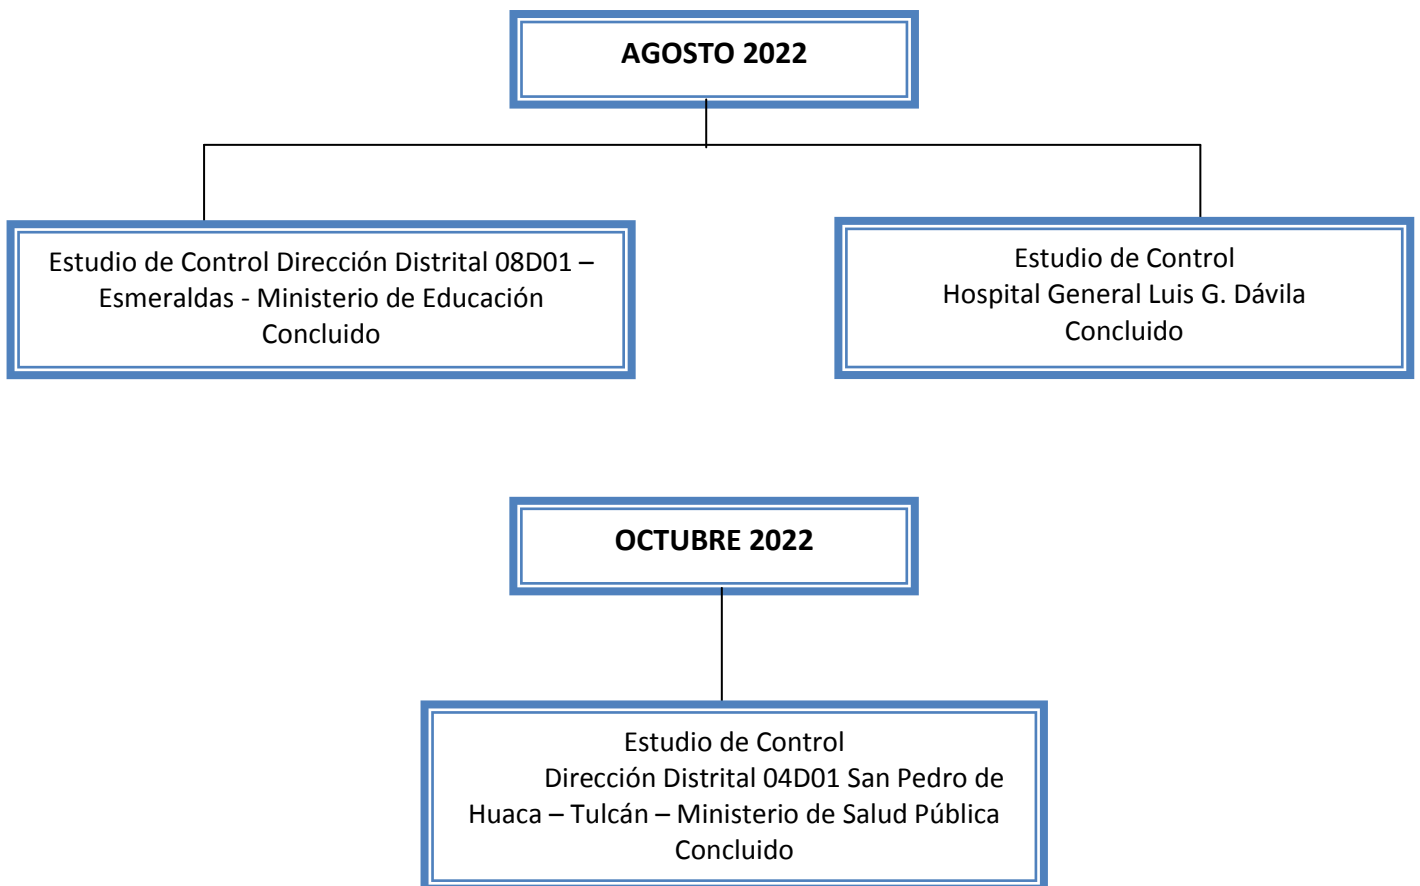 AGOSTO 2022
Estudio de Control Dirección Distrital 08D01 –
Esmeraldas - Ministerio de Educación
Concluido
Estudio de Control
Hospital General Luis G. Dávila
Concluido
OCTUBRE 2022
Estudio de Control
Dirección Distrital 04D01 San Pedro de
Huaca – Tulcán – Ministerio de Salud Pública
Concluido